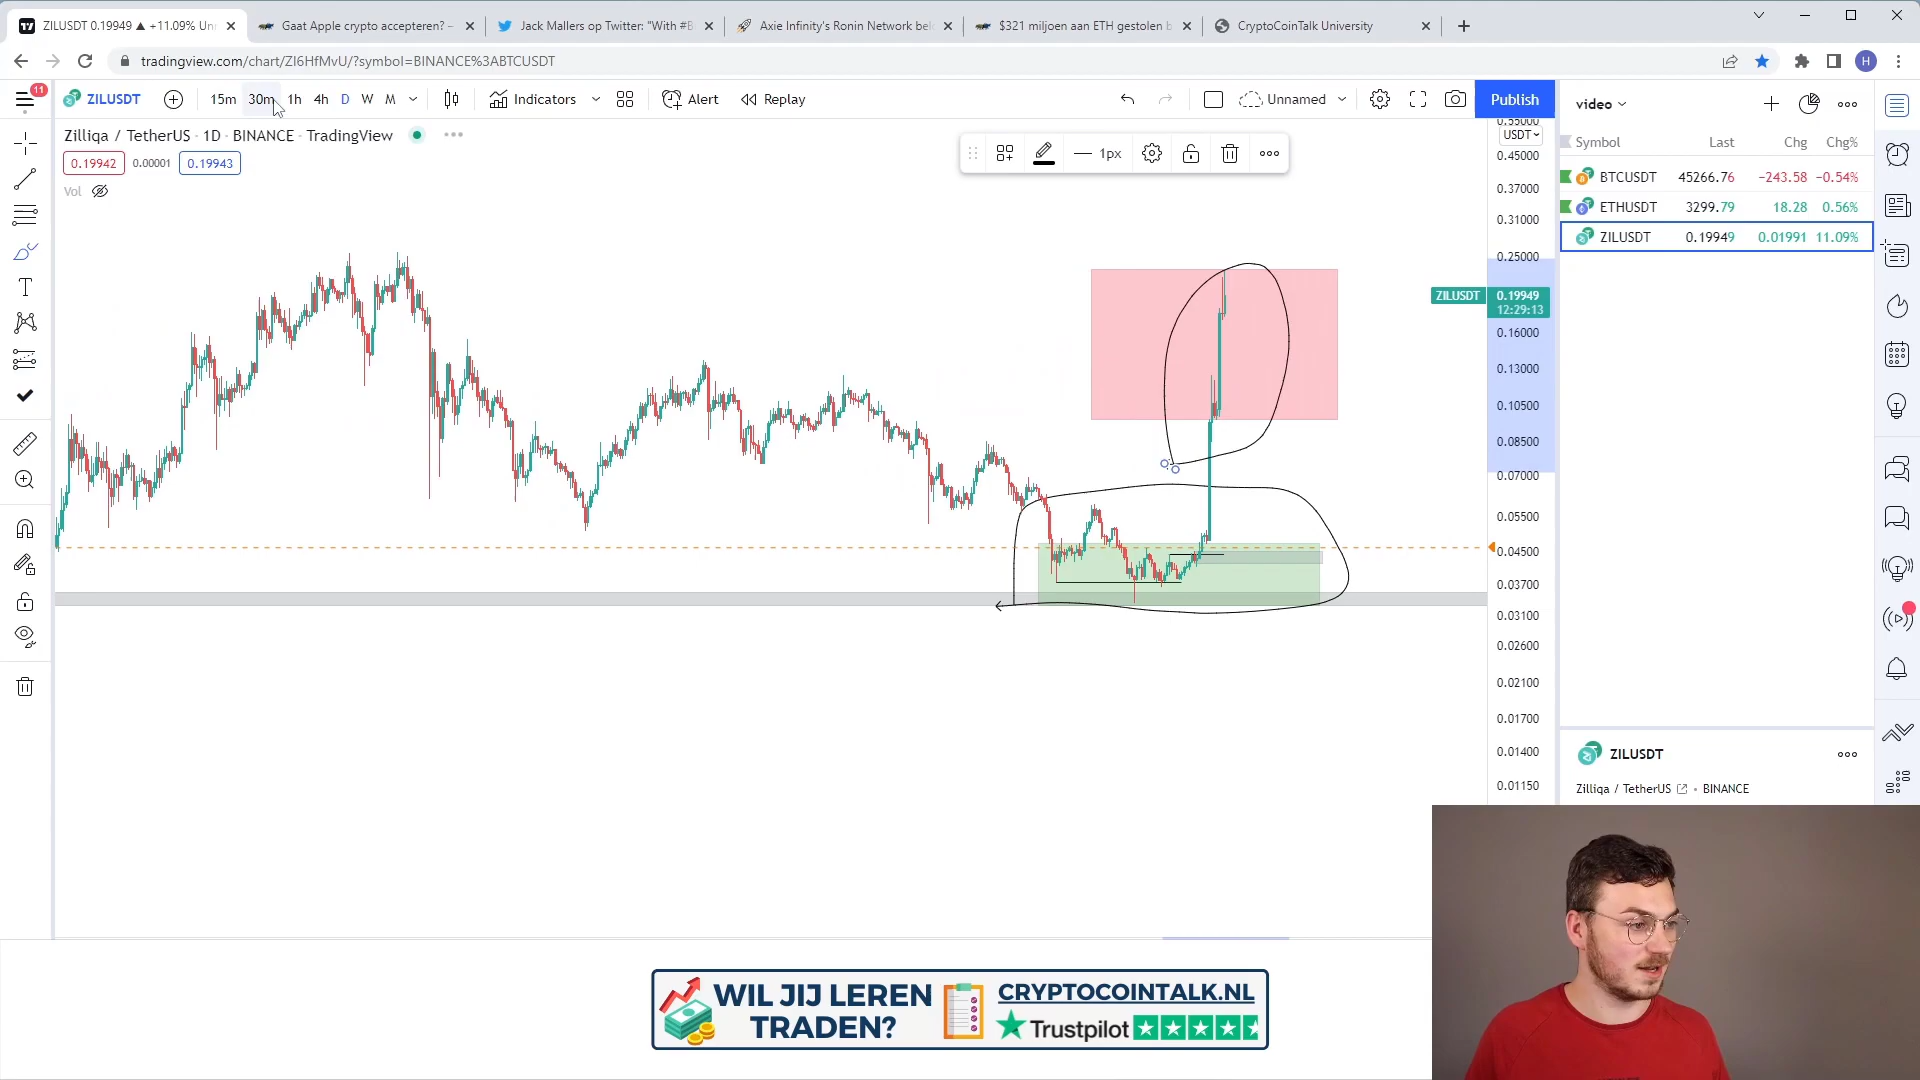 ZILUSDT 0.19949 ▲ +11.09% Un
Gaat Apple crypto accepteren? –
Jack Mallers op Twitter: "With #B
Axie Infinity's Ronin Network bel
$321 miljoen aan ETH gestolen b
CryptoCoinTalk University
tradingview.com/chart/ZI6HfMvU/?symbol=BINANCE%3ABTCUSDT
H
11
ZILUSDT
15m 30m 1h 4h D W M
Indicators
Alert
Replay
Unnamed
Publish
video
Zilliqa / TetherUS · 1D · BINANCE · TradingView
0.19942 0.00001 0.19943
Vol
1px
Symbol Last Chg Chg%
BTCUSDT 45266.76 −243.58 −0.54%
ETHUSDT 3299.79 18.28 0.56%
ZILUSDT 0.19949 0.01991 11.09%
0.55000
USDT
0.45000
0.37000
0.31000
0.25000
ZILUSDT 0.19949
12:29:13
0.16000
0.13000
0.10500
0.08500
0.07000
0.05500
0.04500
0.03700
0.03100
0.02600
0.02100
0.01700
0.01400
0.01150
ZILUSDT
Zilliqa / TetherUS • BINANCE
WIL JIJ LEREN
TRADEN?
CRYPTOCOINTALK.NL
Trustpilot